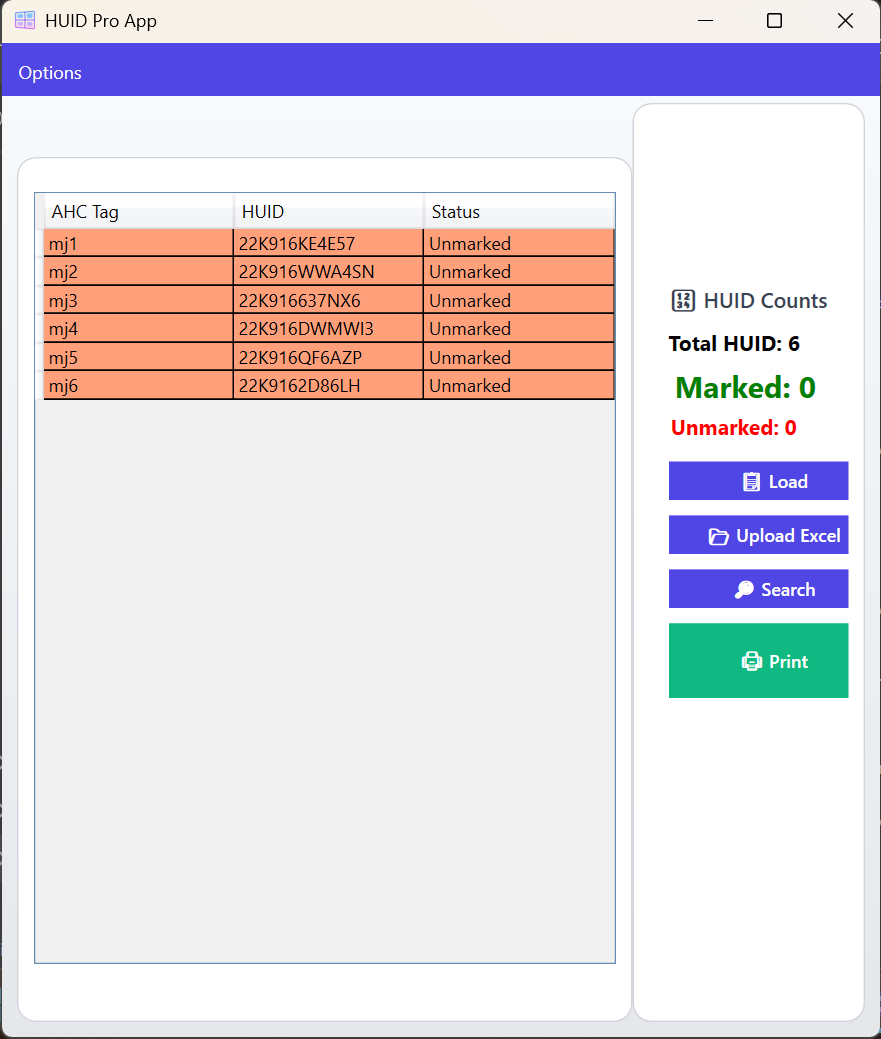 HUID Pro App
Options
AHC Tag HUID Status
mj1 22K916KE4E57 Unmarked
mj2 22K916WWA4SN Unmarked
mj3 22K916637NX6 Unmarked
mj4 22K916DWMWI3 Unmarked
mj5 22K916QF6AZP Unmarked
mj6 22K9162D86LH Unmarked
HUID Counts
Total HUID: 6
Marked: 0
Unmarked: 0
Load
Upload Excel
Search
Print